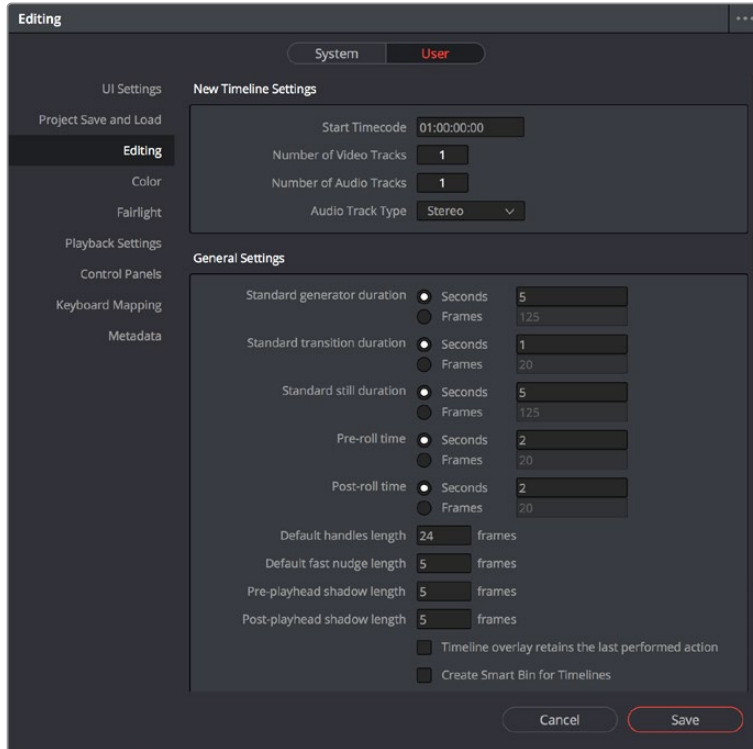 Editing
System User
UI Settings
Project Save and Load
Editing
Color
Fairlight
Playback Settings
Control Panels
Keyboard Mapping
Metadata
New Timeline Settings
Start Timecode 01:00:00:00
Number of Video Tracks 1
Number of Audio Tracks 1
Audio Track Type Stereo
General Settings
Standard generator duration Seconds 5
Frames 125
Standard transition duration Seconds 1
Frames 20
Standard still duration Seconds 5
Frames 125
Pre-roll time Seconds 2
Frames 20
Post-roll time Seconds 2
Frames 20
Default handles length 24 frames
Default fast nudge length 5 frames
Pre-playhead shadow length 5 frames
Post-playhead shadow length 5 frames
Timeline overlay retains the last performed action
Create Smart Bin for Timelines
Cancel Save